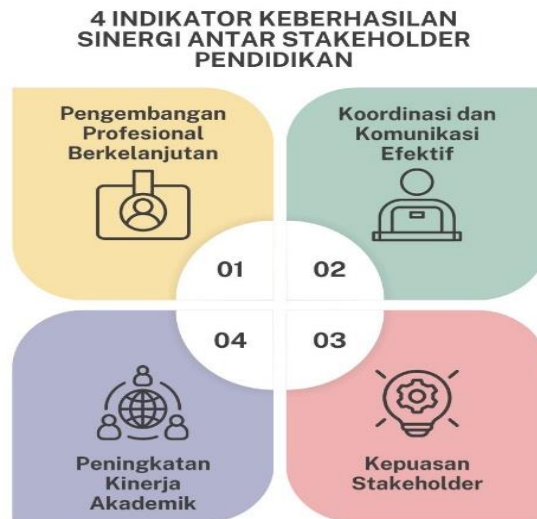 4 INDIKATOR KEBERHASILAN
SINERGI ANTAR STAKEHOLDER
PENDIDIKAN
Pengembangan
Profesional
Berkelanjutan
01
Koordinasi dan
Komunikasi
Efektif
02
03
Kepuasan
Stakeholder
04
Peningkatan
Kinerja
Akademik